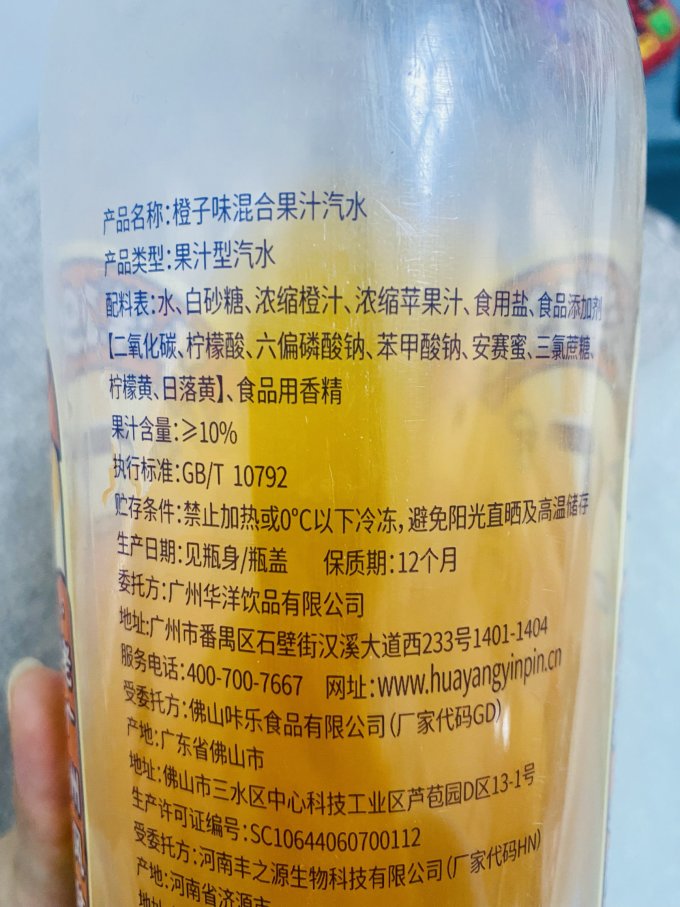 产品名称:橙子味混合果汁汽水
产品类型:果汁型汽水
配料表:水、白砂糖、浓缩橙汁、浓缩苹果汁、食用盐、食品添加剂
【二氧化碳、柠檬酸、六偏磷酸钠、苯甲酸钠、安赛蜜、三氯蔗糖、
柠檬黄、日落黄】、食品用香精
果汁含量:≥10%
执行标准:GB/T 10792
贮存条件:禁止加热或0℃以下冷冻,避免阳光直晒及高温储存
生产日期:见瓶身/瓶盖 保质期:12个月
委托方:广州华洋饮品有限公司
地址:广州市番禺区石壁街汉溪大道西233号1401-1404
服务电话:400-700-7667 网址:www.huayangyinpin.cn
受委托方:佛山咔乐食品有限公司(厂家代码GD)
产地:广东省佛山市
地址:佛山市三水区中心科技工业区芦苞园D区13-1号
生产许可证编号:SC10644060700112
受委托方:河南丰之源生物科技有限公司(厂家代码HN)
产地:河南省济源市